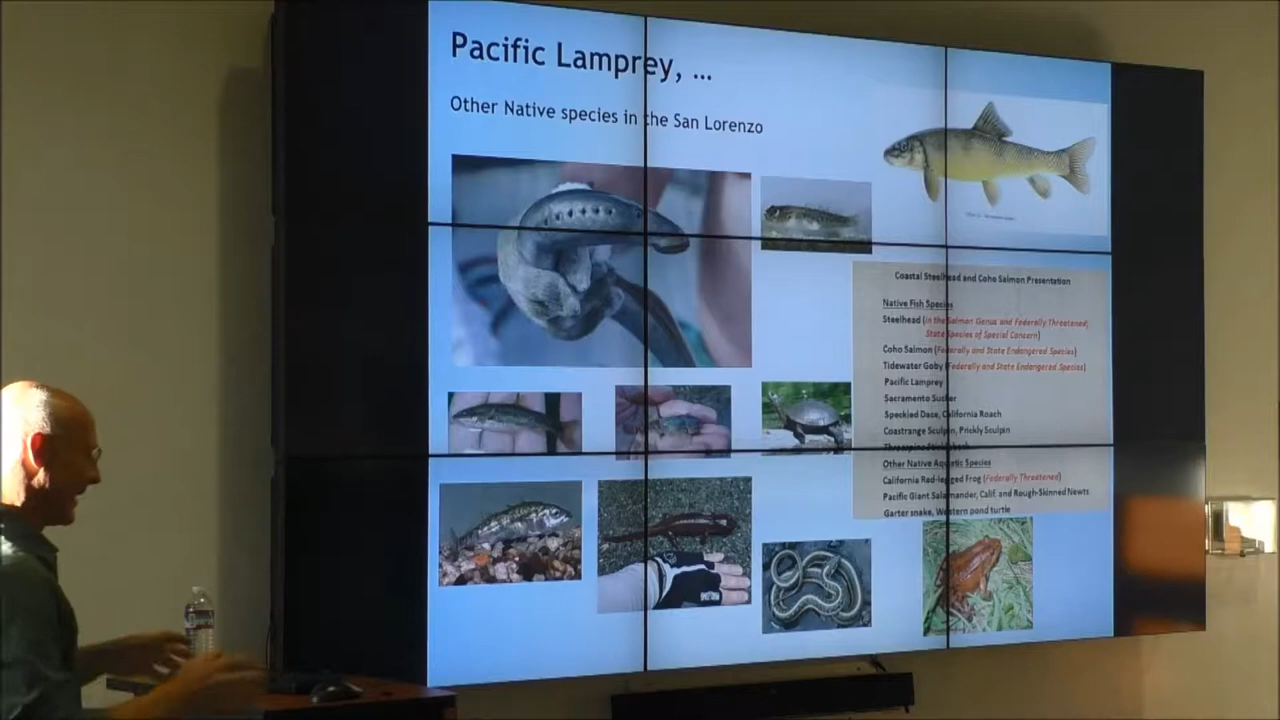 Pacific Lamprey, ...
Other Native species in the San Lorenzo
Coastal Steelhead and Coho Salmon Presentation
Native Fish Species
Steelhead (in the Salmon Genus and Federally Threatened;
State Species of Special Concern)
Coho Salmon (Federally and State Endangered Species)
Tidewater Goby (Federally and State Endangered Species)
Pacific Lamprey
Sacramento Sucker
Speckled Dace, California Roach
Coastrange Sculpin, Prickly Sculpin
Threespine Stickleback
Other Native Aquatic Species
California Red-legged Frog (Federally Threatened)
Pacific Giant Salamander, Calif. and Rough-Skinned Newts
Garter snake, Western pond turtle